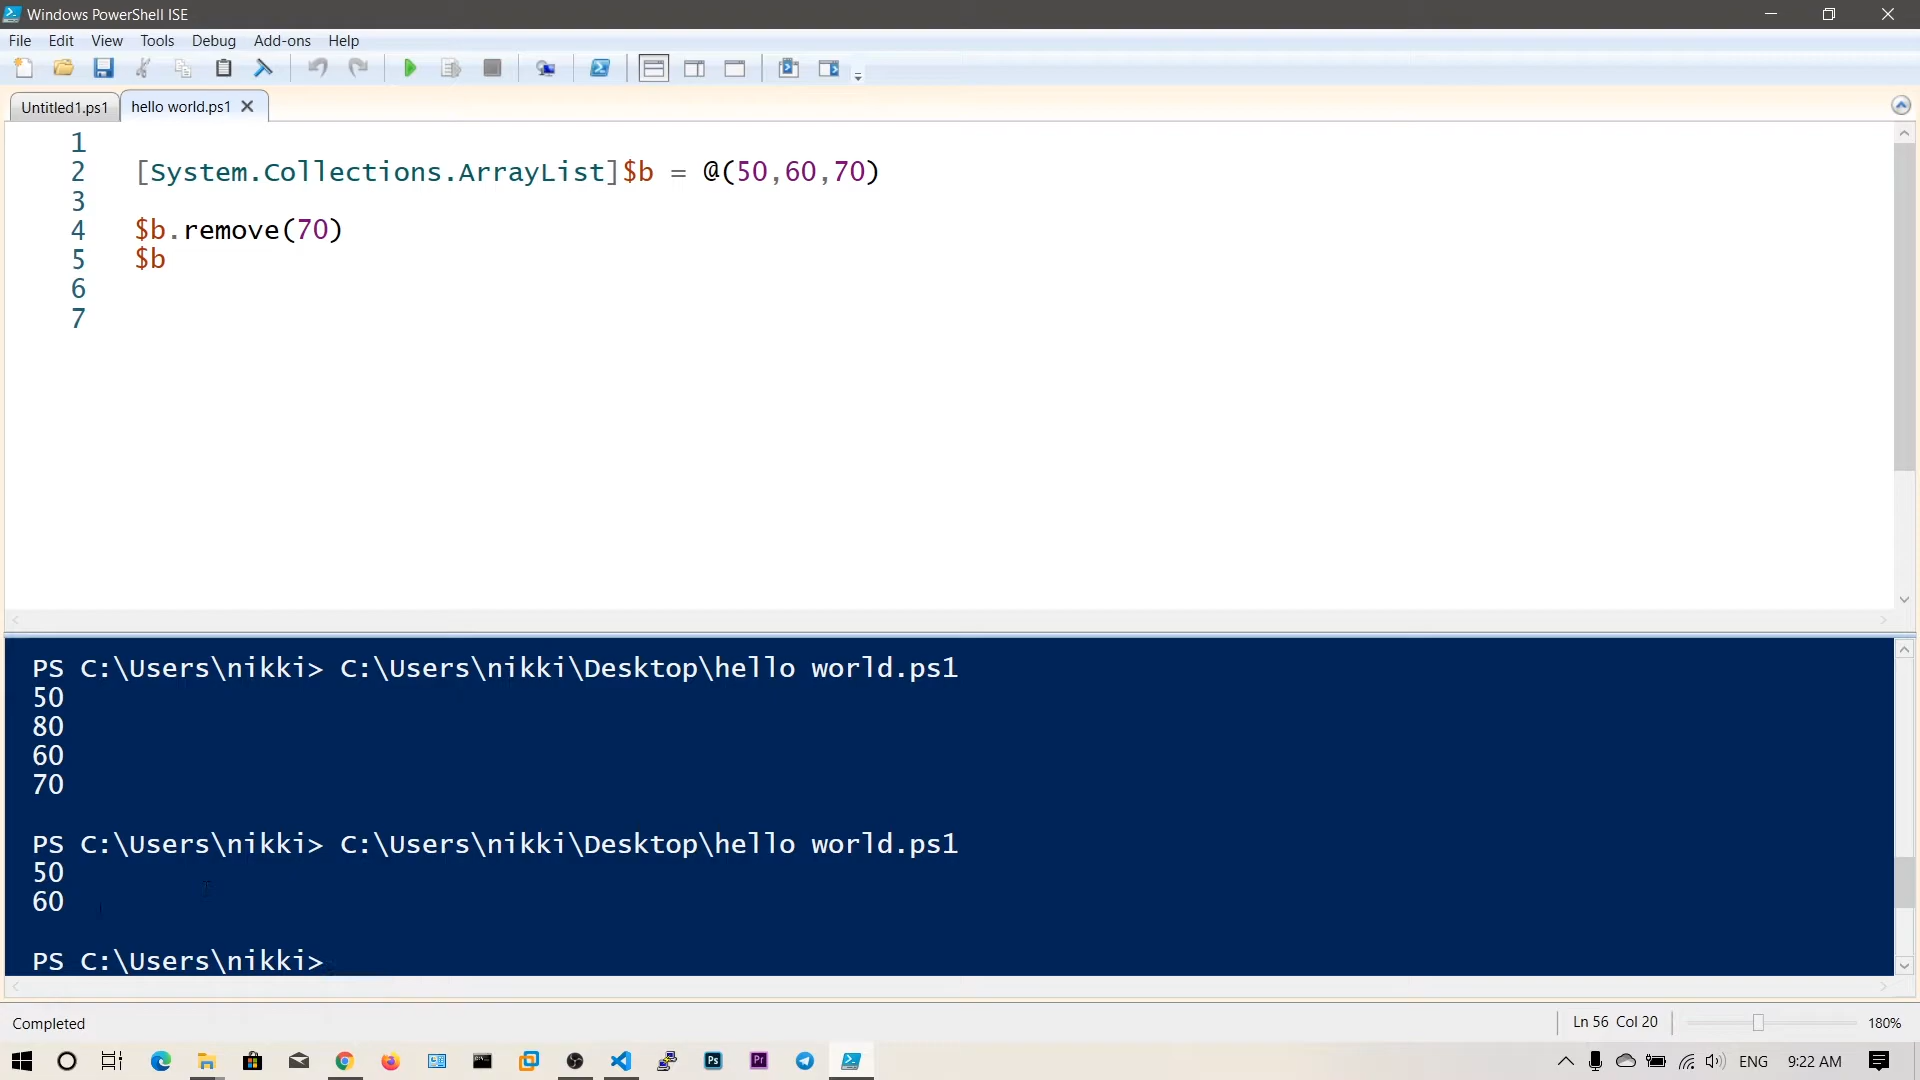 Windows PowerShell ISE
File Edit View Tools Debug Add-ons Help
Untitled1.ps1 hello world.ps1
1
2 [System.Collections.ArrayList]$b = @(50,60,70)
3
4 $b.remove(70)
5 $b
6
7
PS C:\Users\nikki> C:\Users\nikki\Desktop\hello world.ps1
50
80
60
70
PS C:\Users\nikki> C:\Users\nikki\Desktop\hello world.ps1
50
60
PS C:\Users\nikki>
Completed Ln 56 Col 20 180%
Ps Pr ENG 9:22 AM